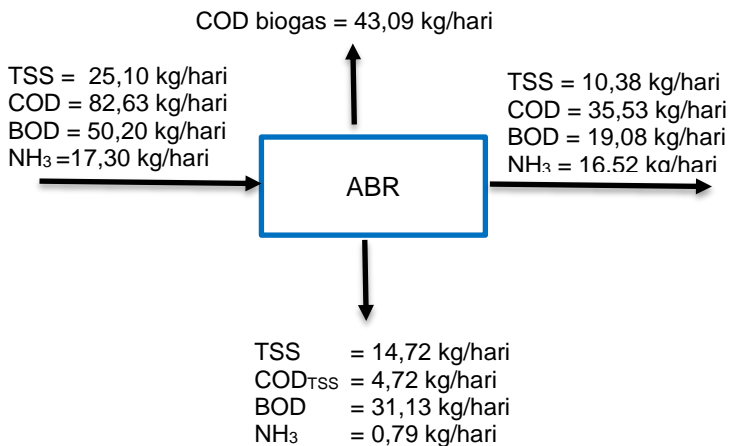 COD biogas = 43,09 kg/hari
TSS = 25,10 kg/hari
COD = 82,63 kg/hari
BOD = 50,20 kg/hari
NH₃ =17,30 kg/hari
TSS = 10,38 kg/hari
COD = 35,53 kg/hari
BOD = 19,08 kg/hari
NH₃ = 16,52 kg/hari
ABR
TSS = 14,72 kg/hari
CODTSS = 4,72 kg/hari
BOD = 31,13 kg/hari
NH₃ = 0,79 kg/hari